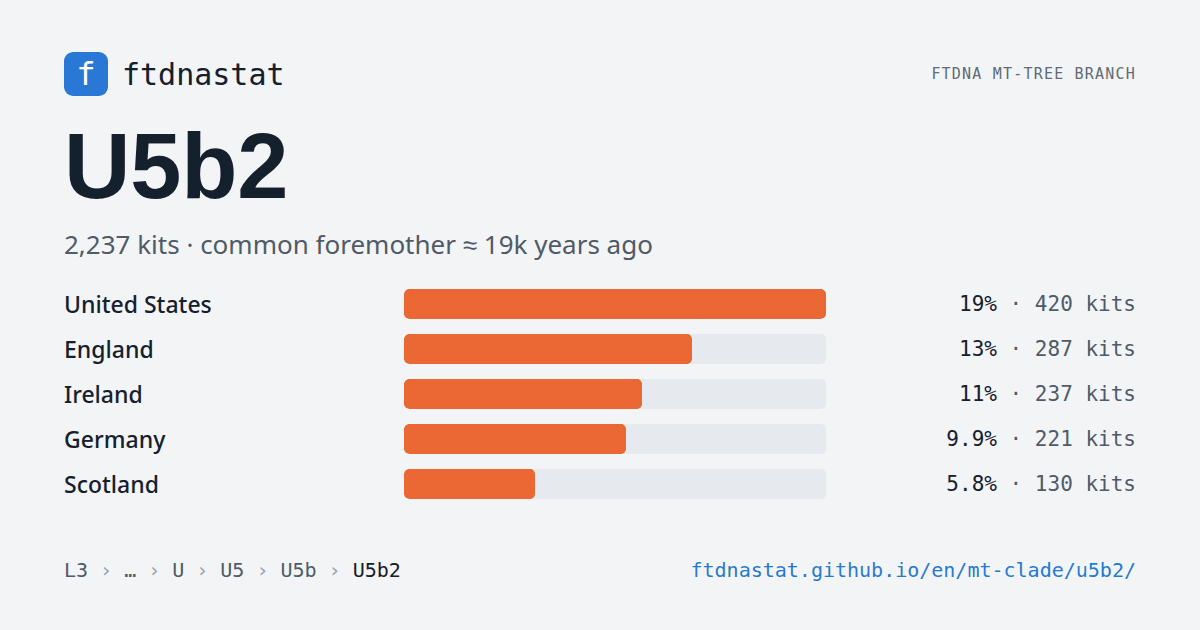 f ftdnastat
FTDNA MT-TREE BRANCH
U5b2
2,237 kits · common foremother ≈ 19k years ago
United States 19% · 420 kits
England 13% · 287 kits
Ireland 11% · 237 kits
Germany 9.9% · 221 kits
Scotland 5.8% · 130 kits
L3 › … › U › U5 › U5b › U5b2
ftdnastat.github.io/en/mt-clade/u5b2/